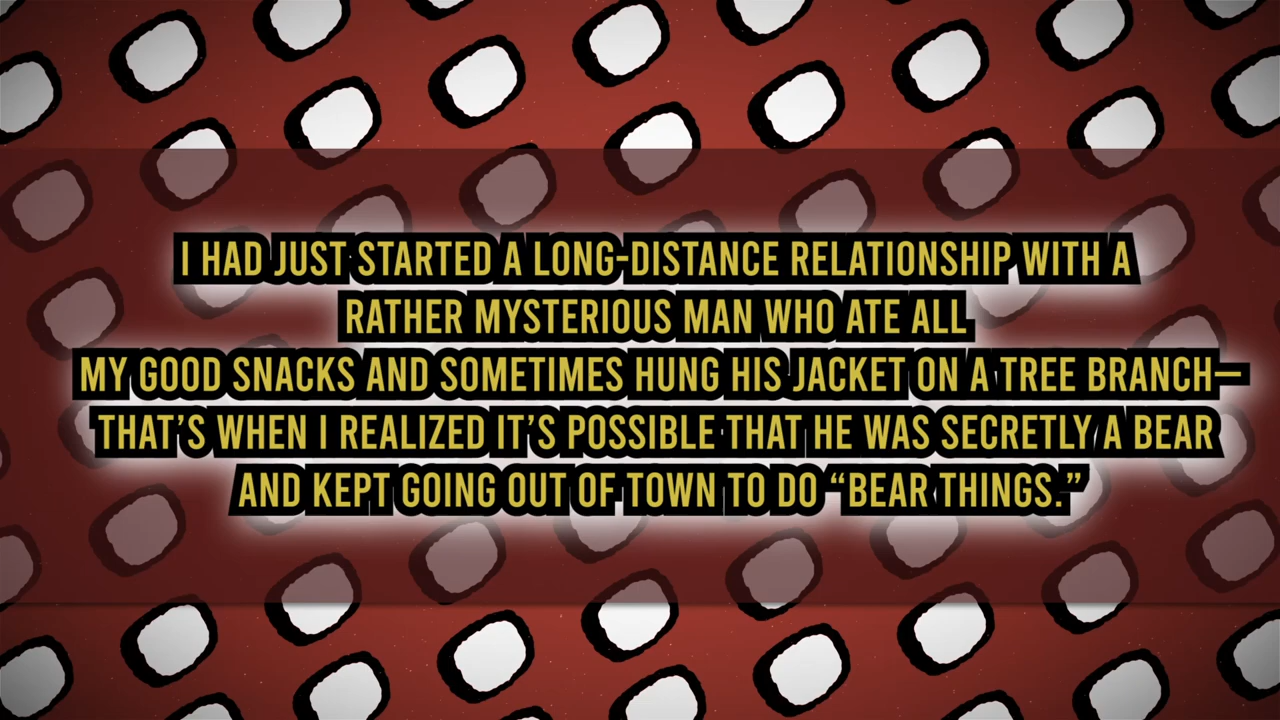 I HAD JUST STARTED A LONG-DISTANCE RELATIONSHIP WITH A
RATHER MYSTERIOUS MAN WHO ATE ALL
MY GOOD SNACKS AND SOMETIMES HUNG HIS JACKET ON A TREE BRANCH—
THAT’S WHEN I REALIZED IT’S POSSIBLE THAT HE WAS SECRETLY A BEAR
AND KEPT GOING OUT OF TOWN TO DO “BEAR THINGS.”